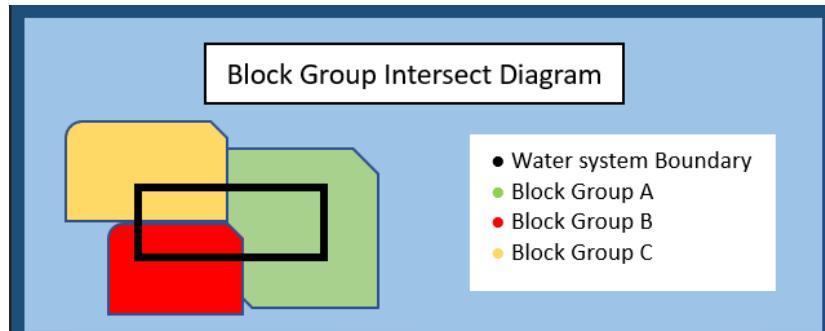 Block Group Intersect Diagram
● Water system Boundary
● Block Group A
● Block Group B
● Block Group C